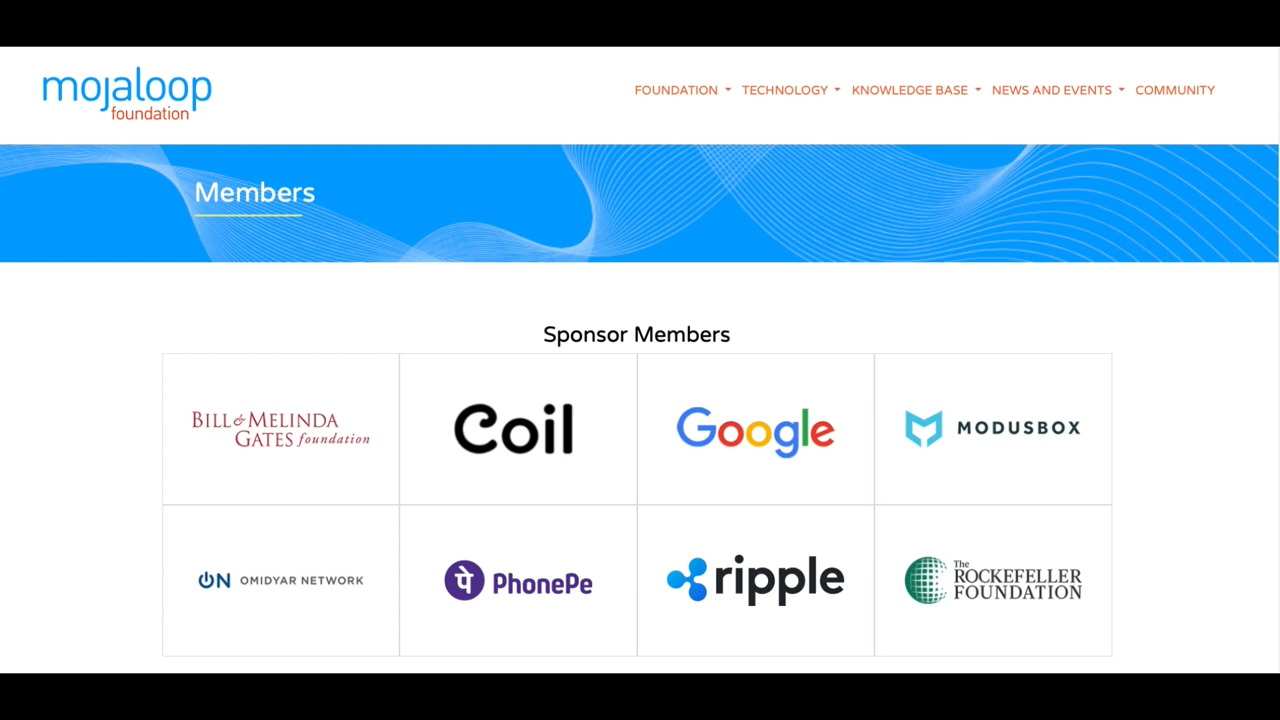 mojaloop
foundation
FOUNDATION TECHNOLOGY KNOWLEDGE BASE NEWS AND EVENTS COMMUNITY
Members
Sponsor Members
BILL & MELINDA
GATES foundation
Coil
Google
MODUSBOX
ON OMIDYAR NETWORK
पे PhonePe
ripple
The
ROCKEFELLER
FOUNDATION